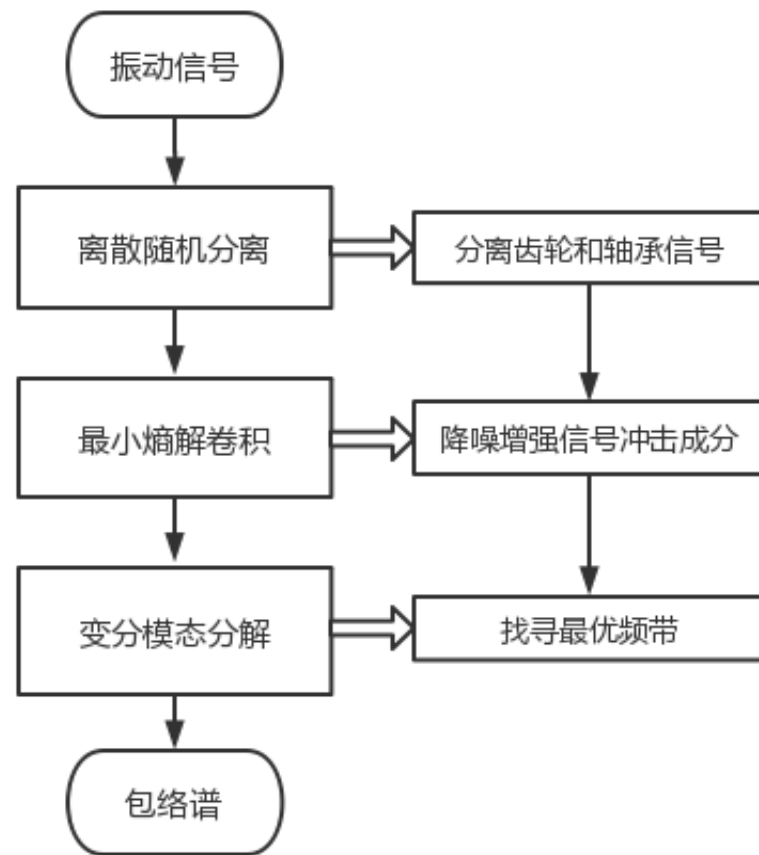 振动信号
离散随机分离
分离齿轮和轴承信号
最小熵解卷积
降噪增强信号冲击成分
变分模态分解
找寻最优频带
包络谱